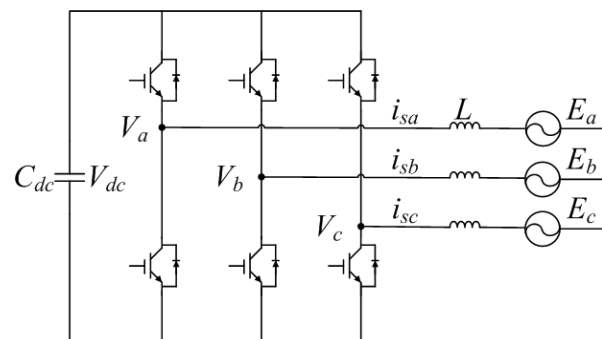 i_sa L E_a
V_a
C_dc V_dc
V_b
i_sb E_b
V_c
i_sc E_c